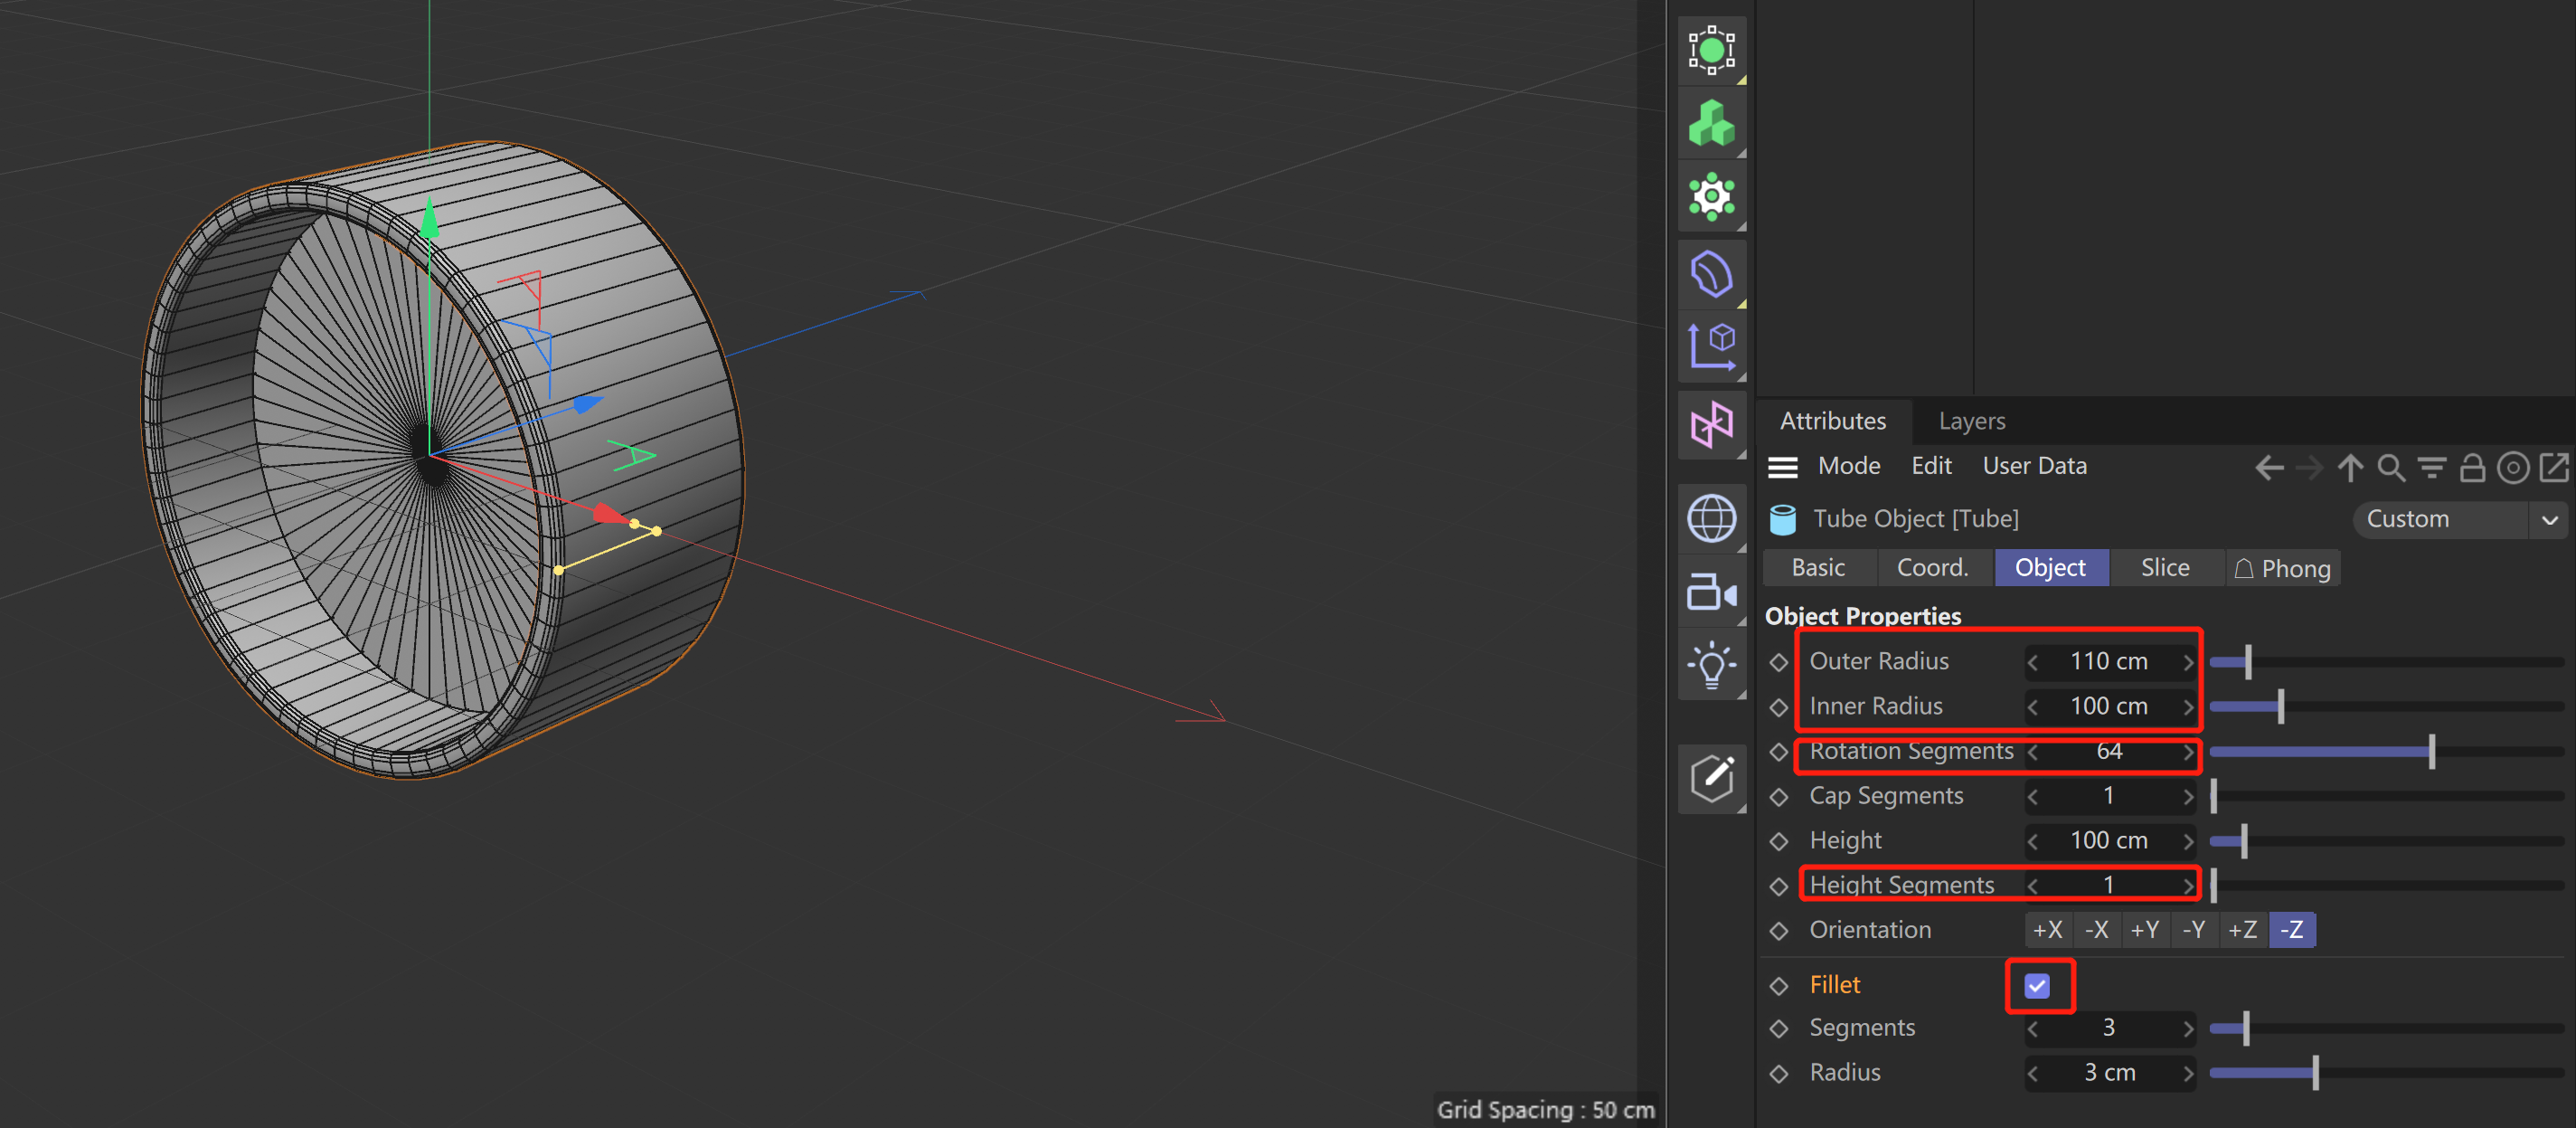 Attributes Layers
Mode Edit User Data
Tube Object [Tube] Custom
Basic Coord. Object Slice Phong
Object Properties
Outer Radius 110 cm
Inner Radius 100 cm
Rotation Segments 64
Cap Segments 1
Height 100 cm
Height Segments 1
Orientation +X -X +Y -Y +Z -Z
Fillet
Segments 3
Radius 3 cm
Grid Spacing : 50 cm